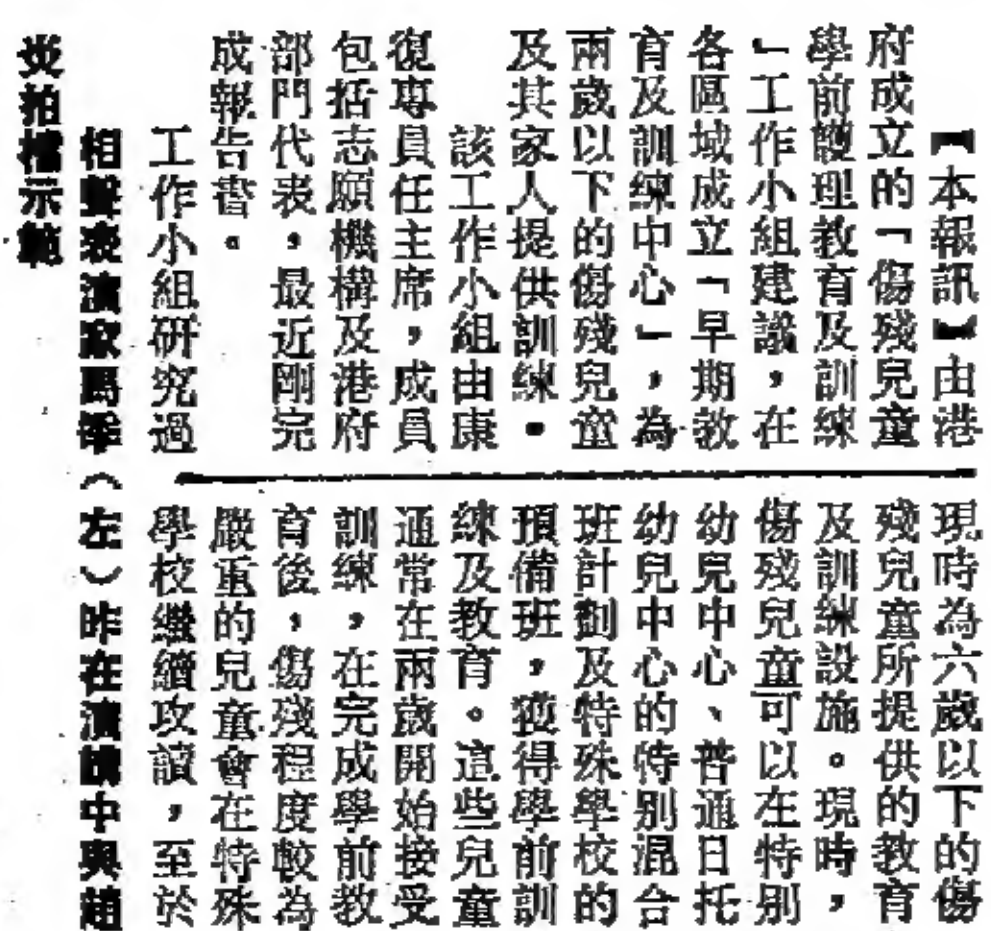 【本報訊】由港
府成立的「傷殘兒童
學前護理教育及訓練
」工作小組建議，在
各區域成立「早期教
育及訓練中心」，為
兩歲以下的傷殘兒童
及其家人提供訓練。
該工作小組由康
復專員任主席，成員
包括志願機構及港府
部門代表，最近剛完
成報告書。
工作小組研究過
現時為六歲以下的傷
殘兒童所提供的教育
及訓練設施。現時，
傷殘兒童可以在特別
幼兒中心、普通日托
幼兒中心的特別混合
班計劃及特殊學校的
預備班，獲得學前訓
練及教育。這些兒童
通常在兩歲開始接受
訓練，在完成學前教
育後，傷殘程度較為
嚴重的兒童會在特殊
學校繼續攻讀，至於
相聲表演家馬季（左）昨在演講中與趙
炎拍檔示範